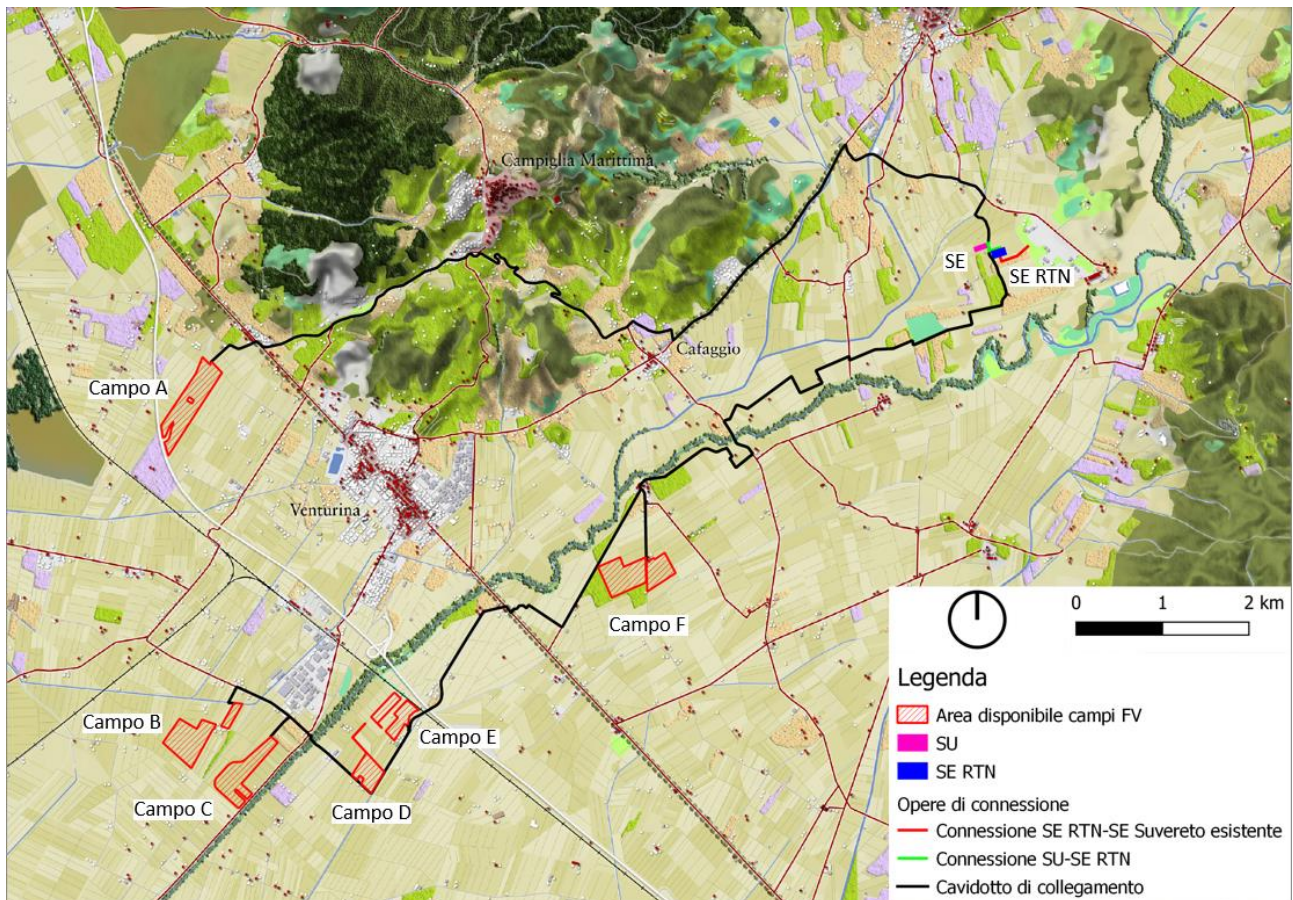 Campiglia Marittima
SE
SE RTN
Cafaggio
Campo A
Venturina
Campo F
Campo B
Campo E
Campo C
Campo D
0 1 2 km
Legenda
Area disponibile campi FV
SU
SE RTN
Opere di connessione
Connessione SE RTN-SE Suvereto esistente
Connessione SU-SE RTN
Cavidotto di collegamento